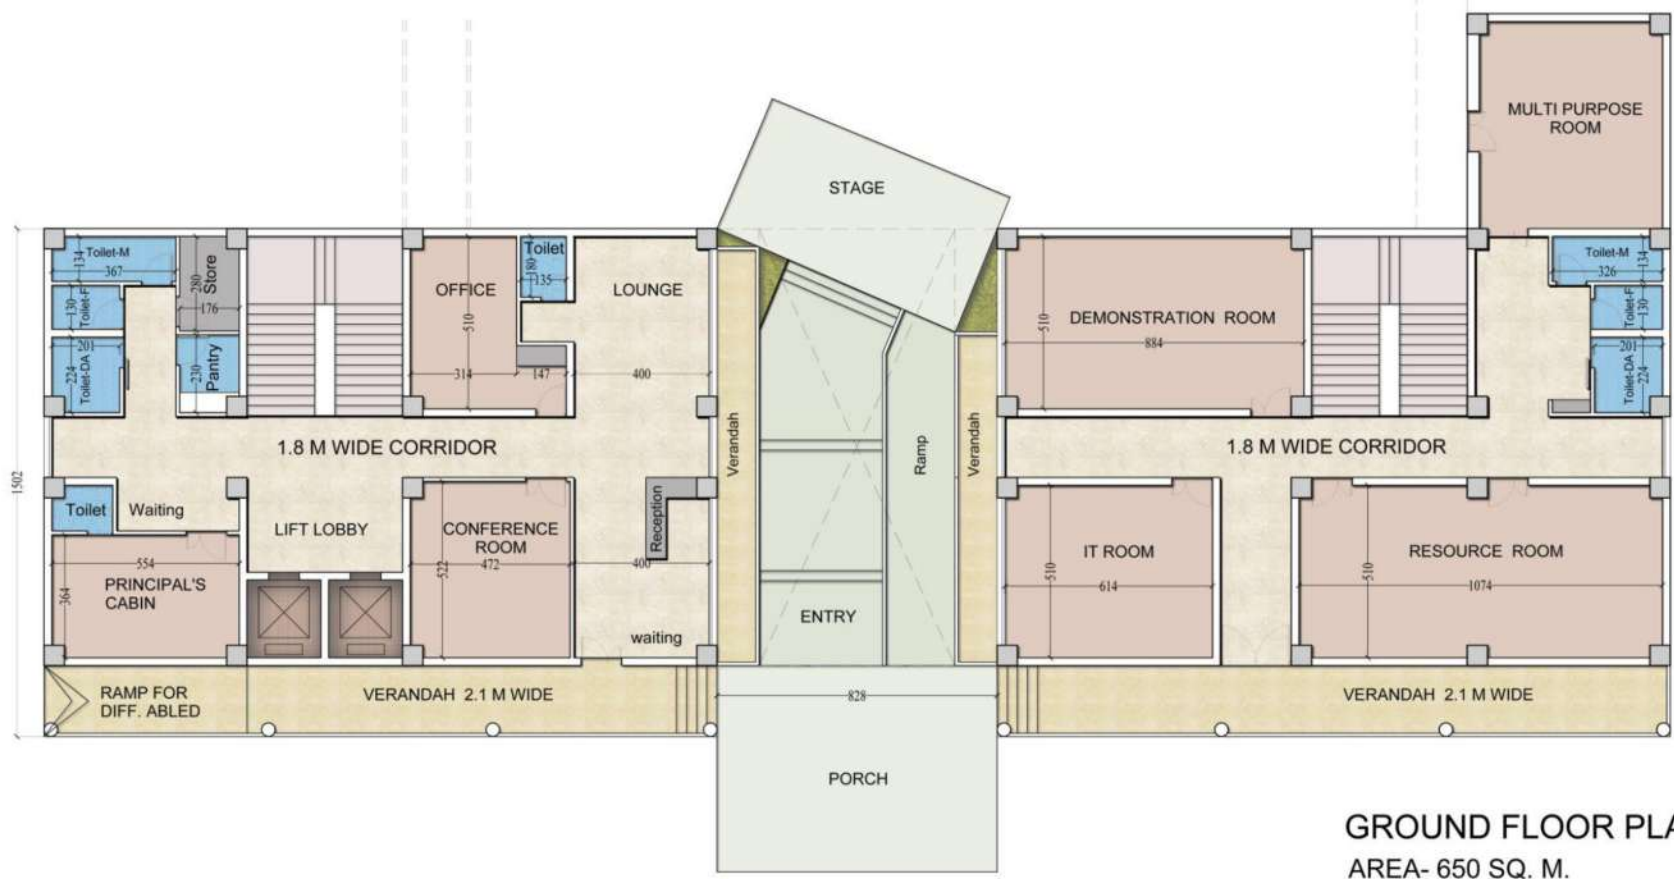 MULTI PURPOSE
ROOM
STAGE
Toilet-M
134
367
Store
280
176
130
Toilet-F
201
224
Toilet-DA
230
Pantry
OFFICE
510
314
147
Toilet
180
135
LOUNGE
400
DEMONSTRATION ROOM
510
884
Toilet-M
134
326
Toilet-F
130
201
Toilet-DA
224
1.8 M WIDE CORRIDOR
Verandah
Ramp
Verandah
1.8 M WIDE CORRIDOR
1502
Toilet
Waiting
LIFT LOBBY
CONFERENCE
ROOM
472
522
Reception
400
waiting
554
364
PRINCIPAL'S
CABIN
ENTRY
IT ROOM
510
614
RESOURCE ROOM
510
1074
RAMP FOR
DIFF. ABLED
VERANDAH 2.1 M WIDE
828
VERANDAH 2.1 M WIDE
PORCH
GROUND FLOOR PLA
AREA- 650 SQ. M.